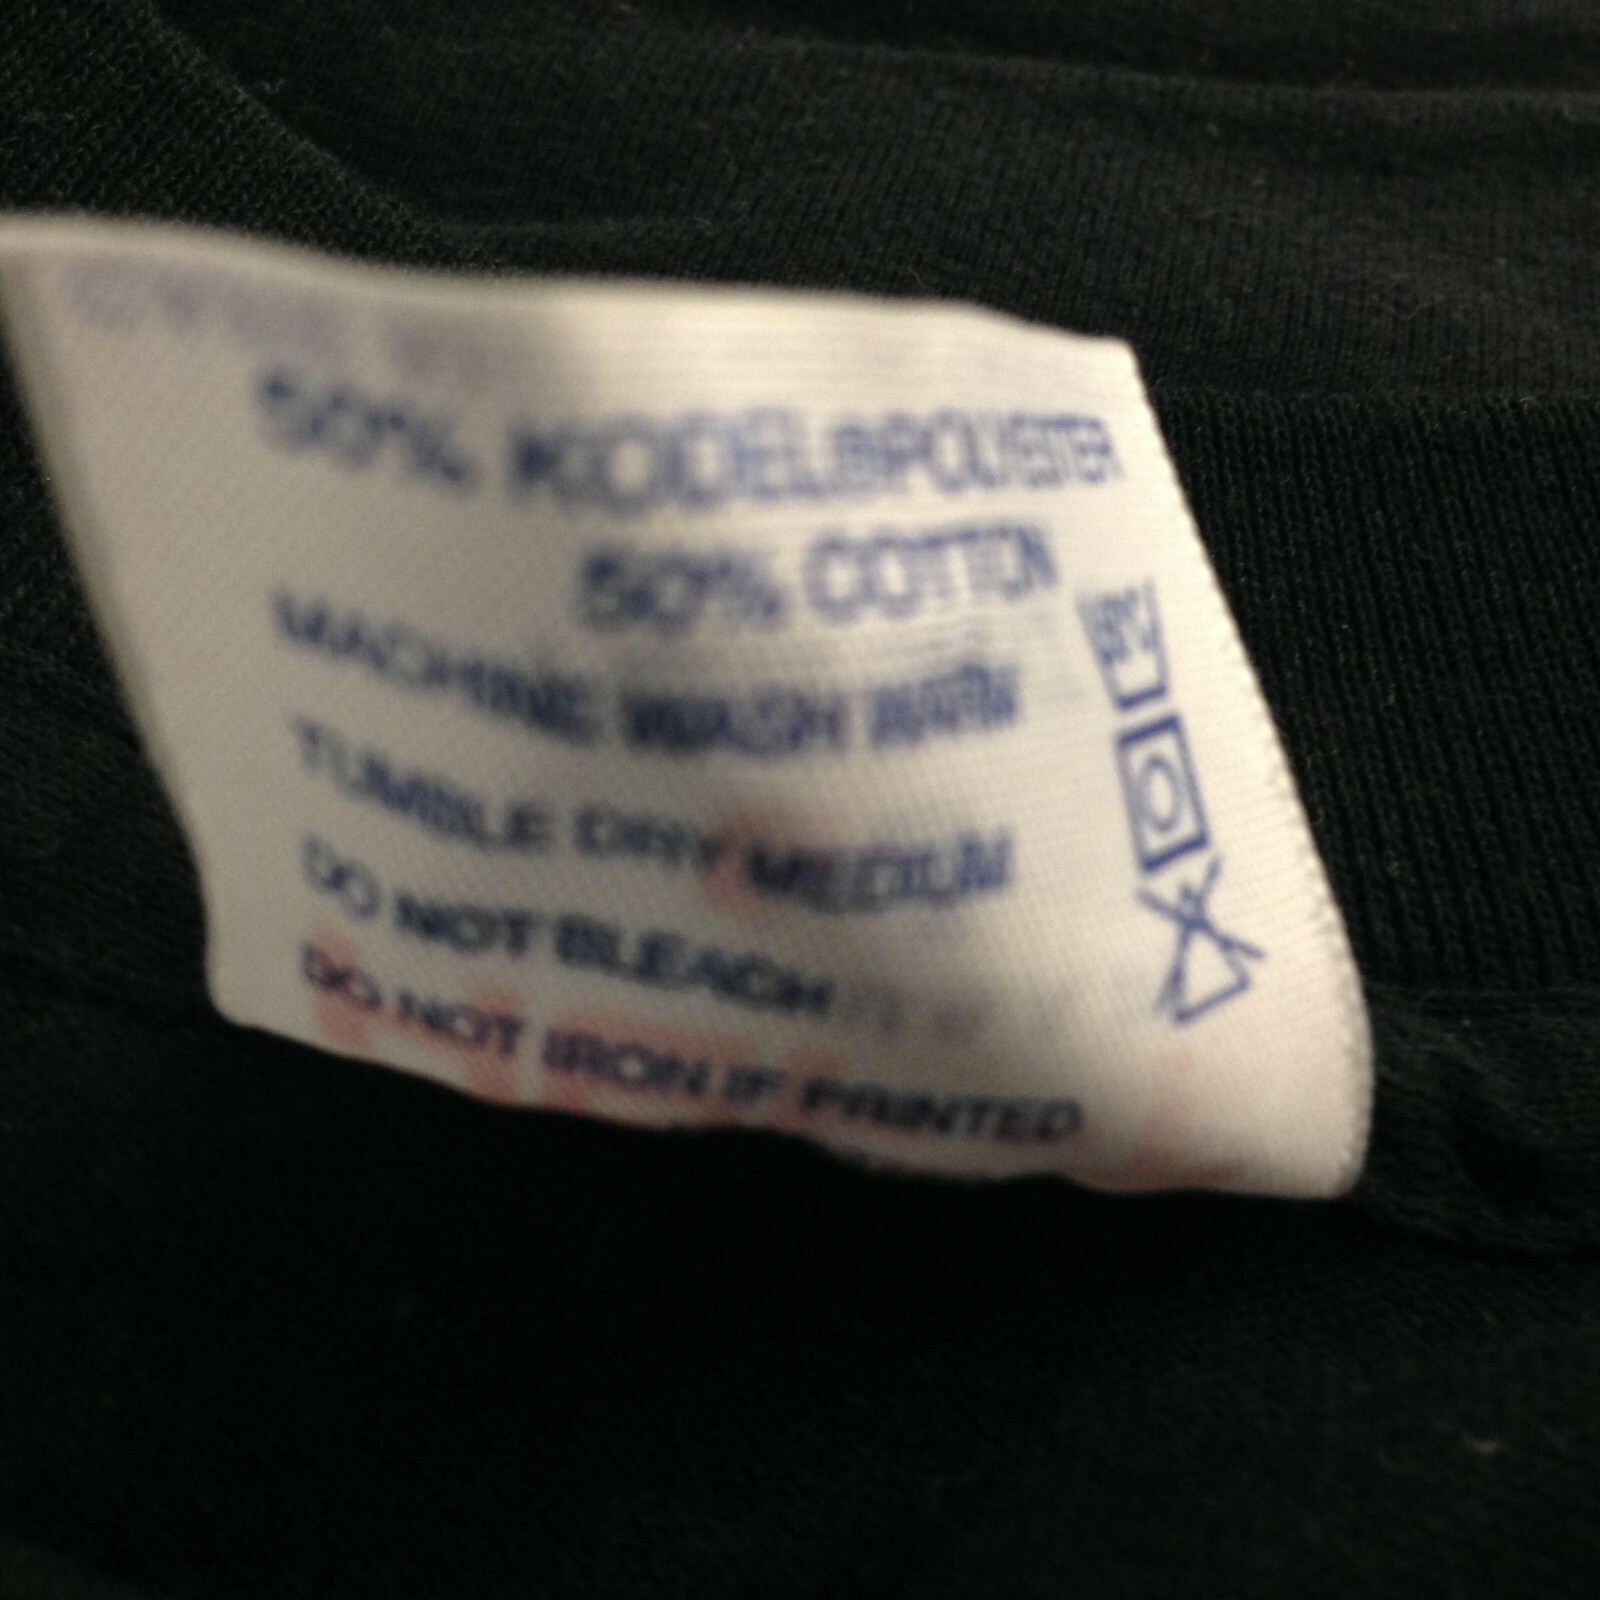 50% KODEL®POLYESTER
50% COTTON
MACHINE WASH WARM
TUMBLE DRY MEDIUM
DO NOT BLEACH
DO NOT IRON IF PRINTED